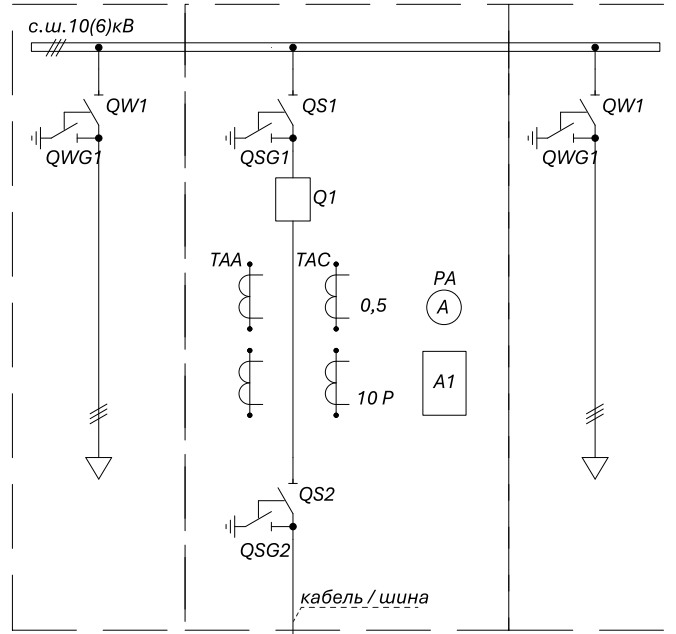 с.ш.10(6)кВ
QW1
QS1
QW1
QWG1
QSG1
QWG1
Q1
TAA
TAC
PA
0,5
A
A1
10 P
QS2
QSG2
кабель / шина